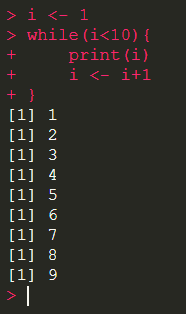 > i <- 1
> while(i<10){
+     print(i)
+     i <- i+1
+ }
[1] 1
[1] 2
[1] 3
[1] 4
[1] 5
[1] 6
[1] 7
[1] 8
[1] 9
>